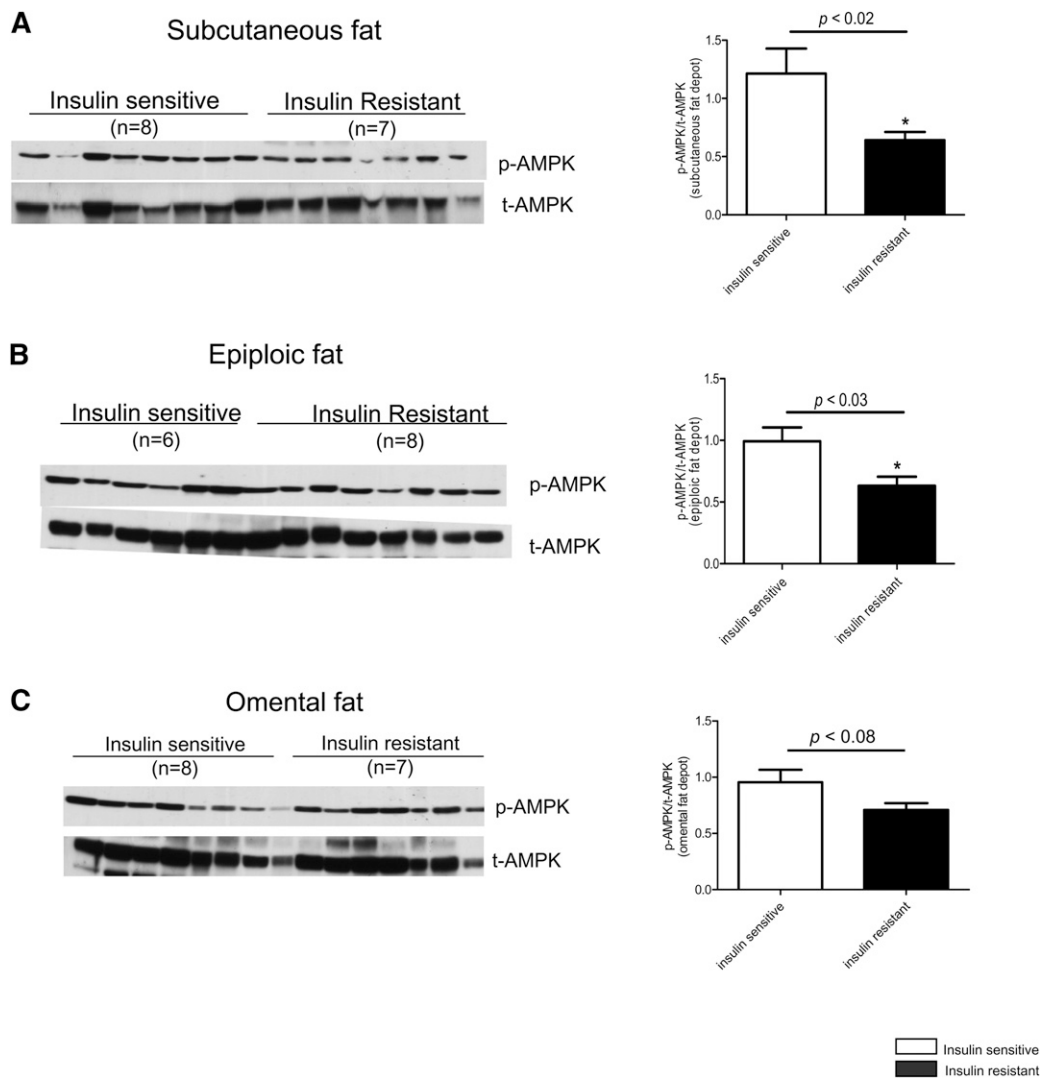 A
Subcutaneous fat
Insulin sensitive
Insulin Resistant
(n=8)
(n=7)
p-AMPK
t-AMPK
p < 0.02
1.5
1.0
0.5
0.0
p-AMPK/t-AMPK
(subcutaneous fat depot)
*
insulin sensitive
insulin resistant
B
Epiploic fat
Insulin sensitive
Insulin Resistant
(n=6)
(n=8)
p-AMPK
t-AMPK
p < 0.03
1.5
1.0
0.5
0.0
p-AMPK/t-AMPK
(epiploic fat depot)
*
insulin sensitive
insulin resistant
C
Omental fat
Insulin sensitive
Insulin resistant
(n=8)
(n=7)
p-AMPK
t-AMPK
p < 0.08
1.5
1.0
0.5
0.0
p-AMPK/t-AMPK
(omental fat depot)
insulin sensitive
insulin resistant
Insulin sensitive
Insulin resistant